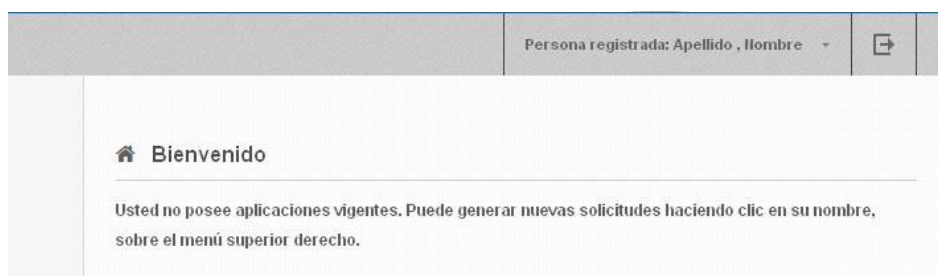 Persona registrada: Apellido , Nombre
Bienvenido
Usted no posee aplicaciones vigentes. Puede generar nuevas solicitudes haciendo clic en su nombre,
sobre el menú superior derecho.